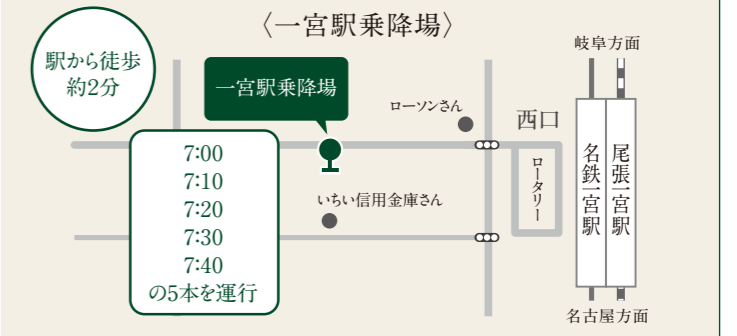 〈一宮駅乗降場〉
駅から徒歩
約2分
一宮駅乗降場
ローソンさん
西口
岐阜方面
7:00
7:10
7:20
7:30
7:40
の5本を運行
いちい信用金庫さん
ロータリー
名鉄一宮駅
尾張一宮駅
名古屋方面